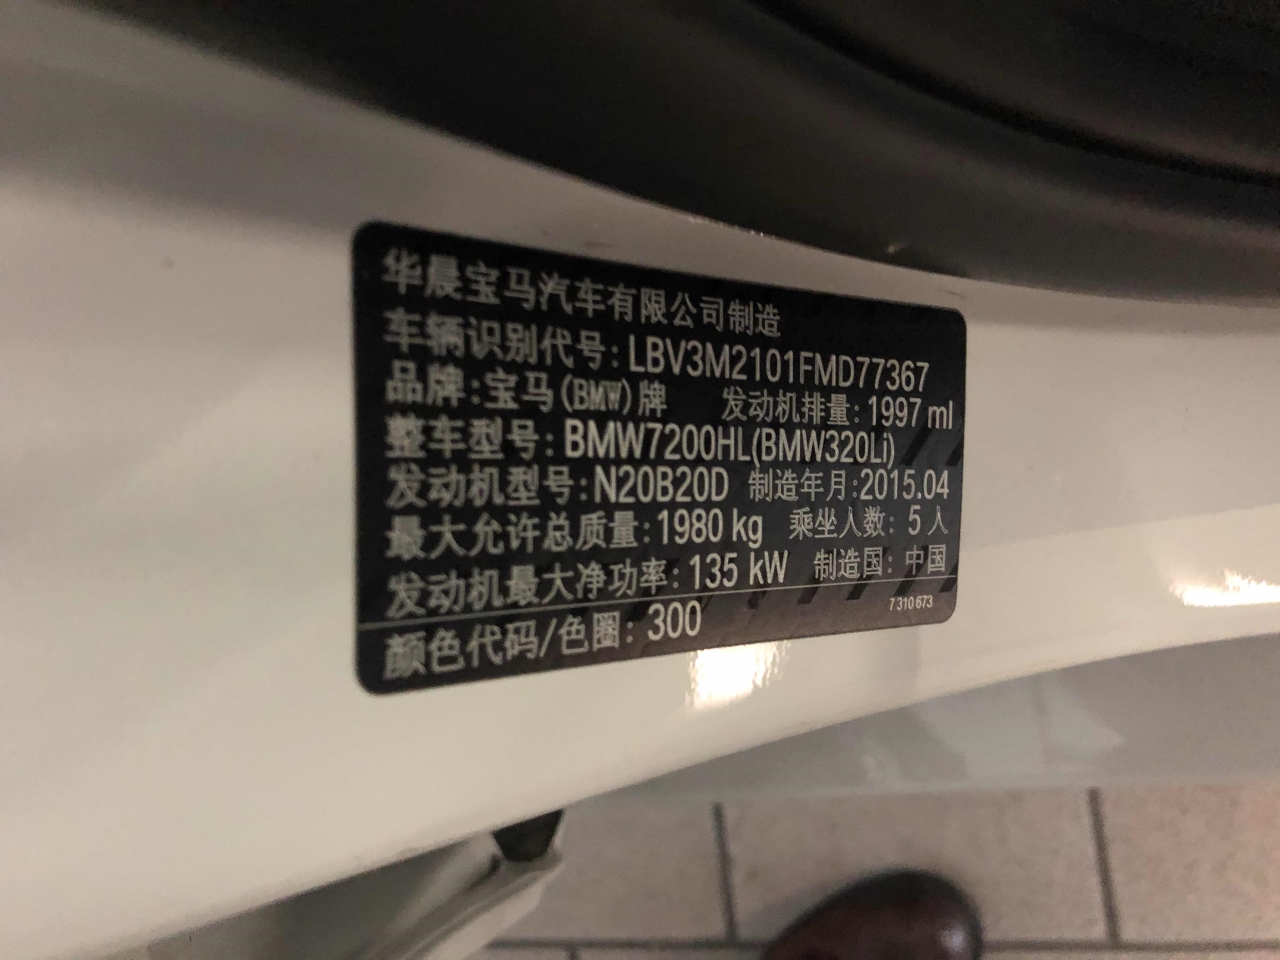 华晨宝马汽车有限公司制造
车辆识别代号: LBV3M2101FMD77367
品牌: 宝马(BMW)牌 发动机排量: 1997 ml
整车型号: BMW7200HL(BMW320Li)
发动机型号: N20B20D 制造年月: 2015.04
最大允许总质量: 1980 kg 乘坐人数: 5 人
发动机最大净功率: 135 kW 制造国: 中国
颜色代码/色圈: 300 7 310 673